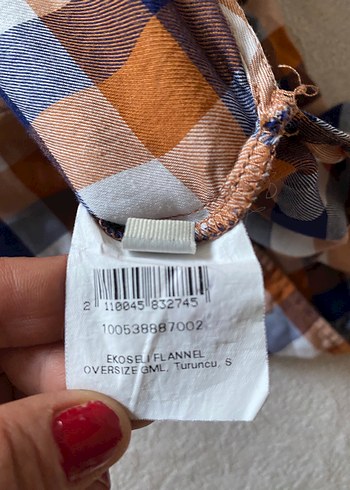 2 110045 832745
100538887002
EKOSELI FLANNEL
OVERSIZE GML, Turuncu, S